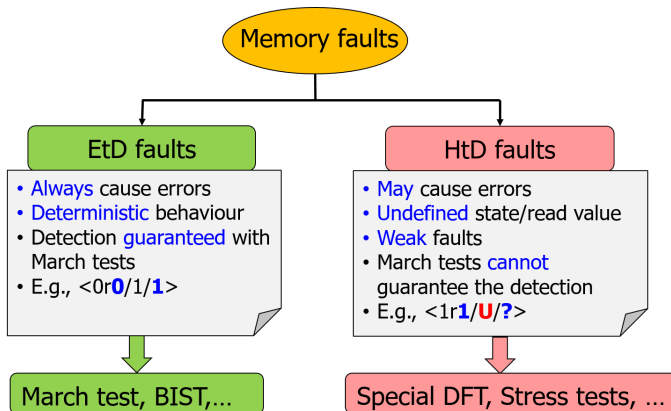 Memory faults
EtD faults
• Always cause errors
• Deterministic behaviour
• Detection guaranteed with
March tests
• E.g., <0r0/1/1>
March test, BIST,...
HtD faults
• May cause errors
• Undefined state/read value
• Weak faults
• March tests cannot
guarantee the detection
• E.g., <1r1/U/?>
Special DFT, Stress tests, ...